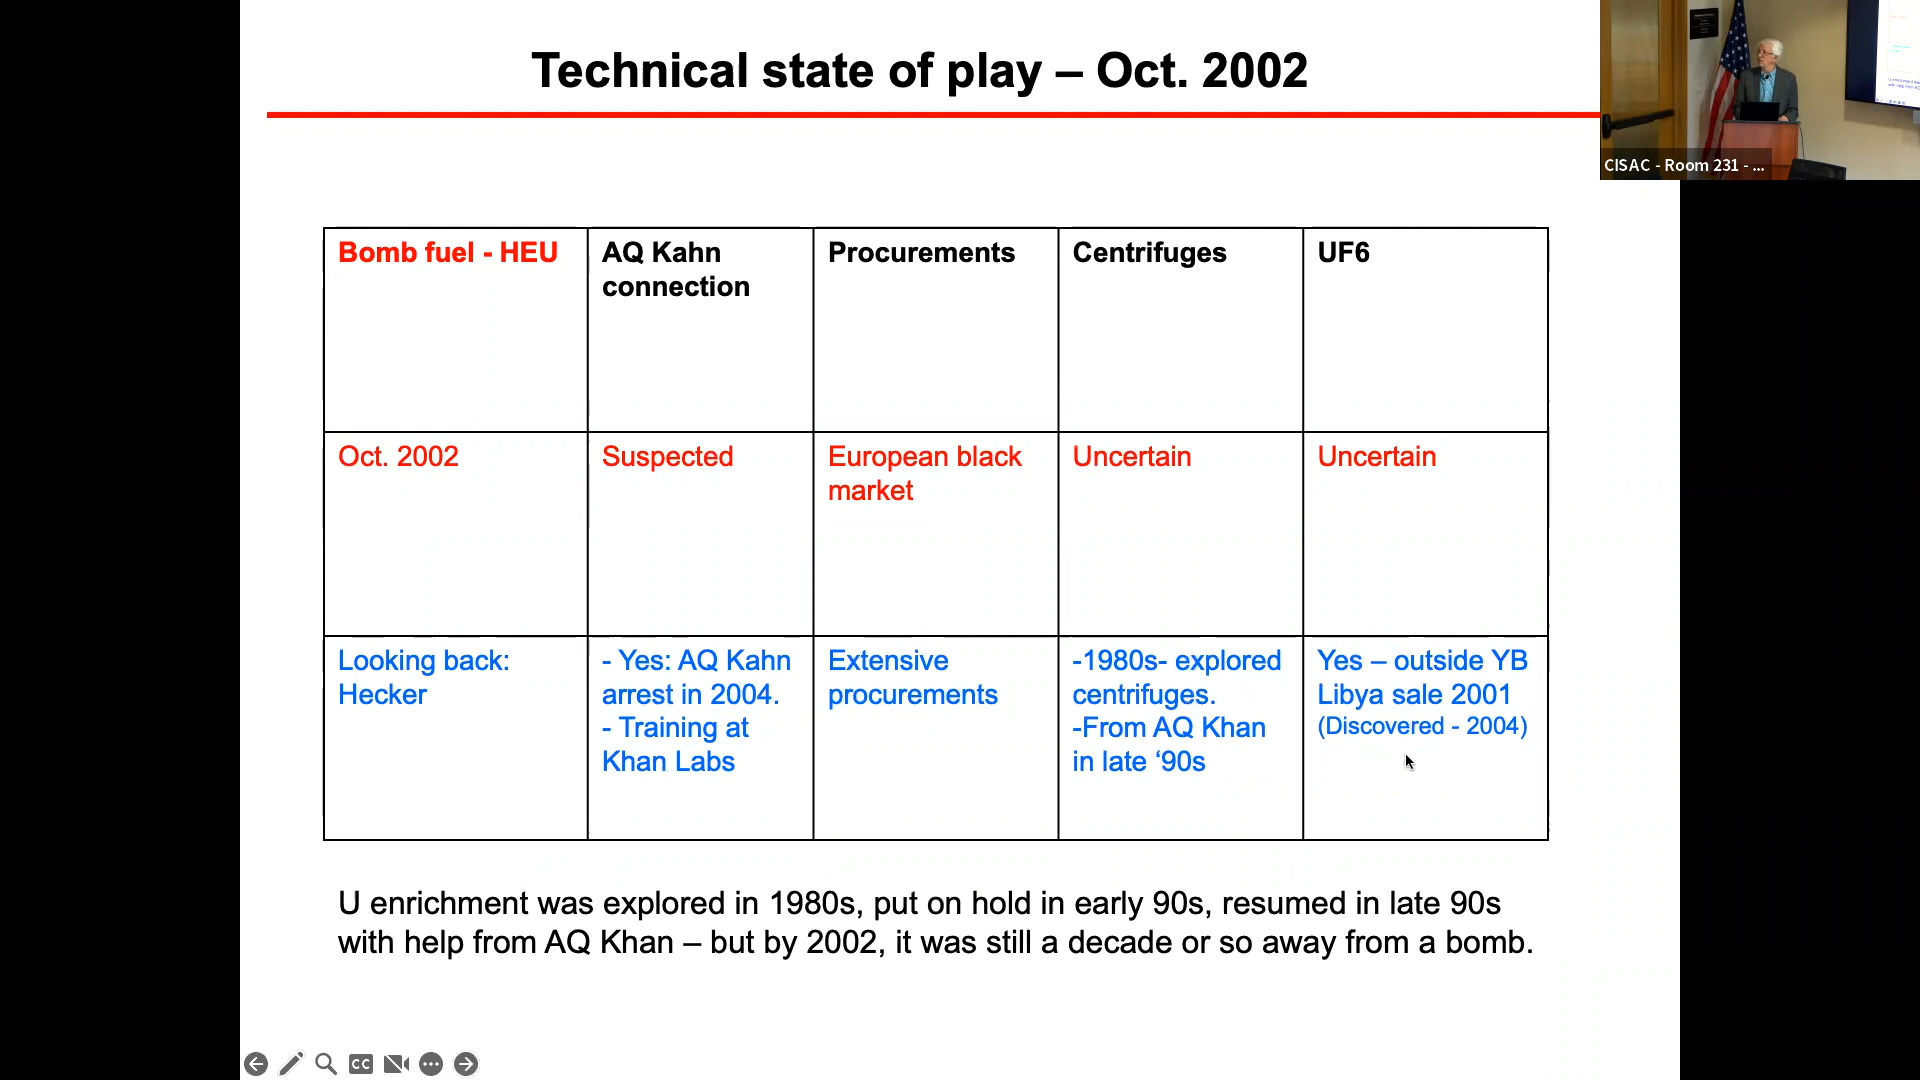 Technical state of play – Oct. 2002
CISAC - Room 231 - ...
Bomb fuel - HEU
AQ Kahn
connection
Procurements
Centrifuges
UF6
Oct. 2002
Suspected
European black
market
Uncertain
Uncertain
Looking back:
Hecker
- Yes: AQ Kahn
arrest in 2004.
- Training at
Khan Labs
Extensive
procurements
-1980s- explored
centrifuges.
-From AQ Khan
in late ‘90s
Yes – outside YB
Libya sale 2001
(Discovered - 2004)
U enrichment was explored in 1980s, put on hold in early 90s, resumed in late 90s
with help from AQ Khan – but by 2002, it was still a decade or so away from a bomb.
CC